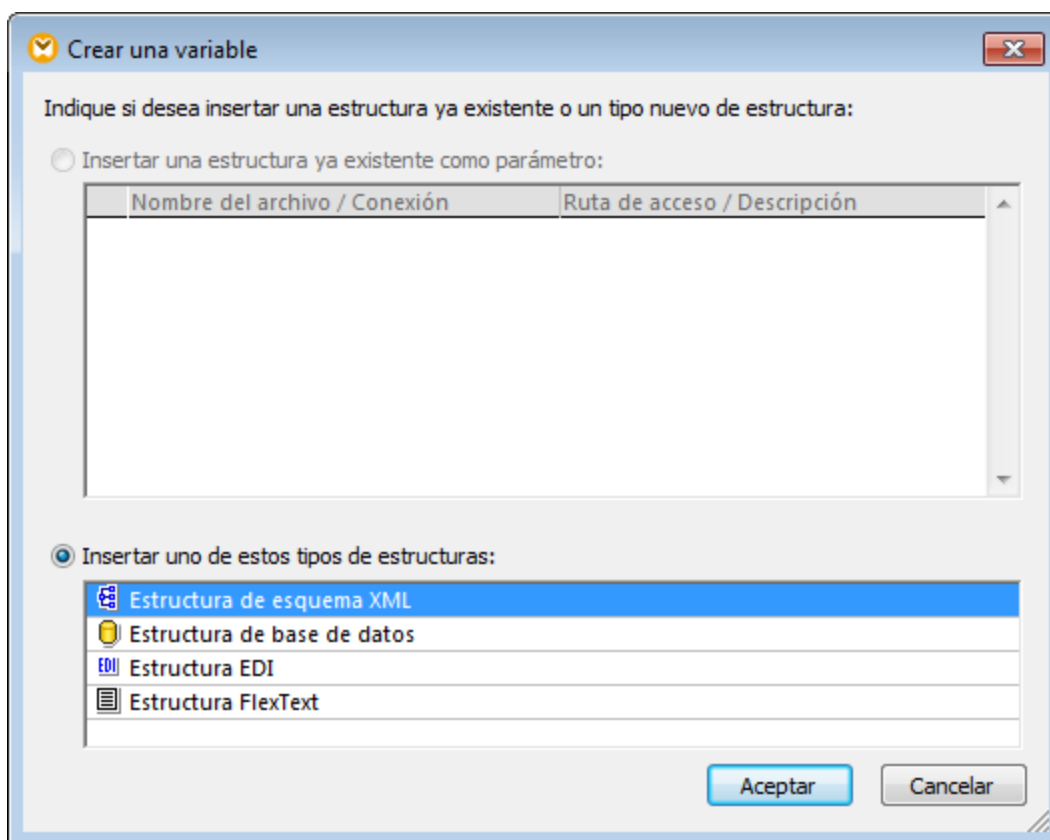 Crear una variable
Indique si desea insertar una estructura ya existente o un tipo nuevo de estructura:
Insertar una estructura ya existente como parámetro:
Nombre del archivo / Conexión Ruta de acceso / Descripción
Insertar uno de estos tipos de estructuras:
Estructura de esquema XML
Estructura de base de datos
EDI Estructura EDI
Estructura FlexText
Aceptar Cancelar